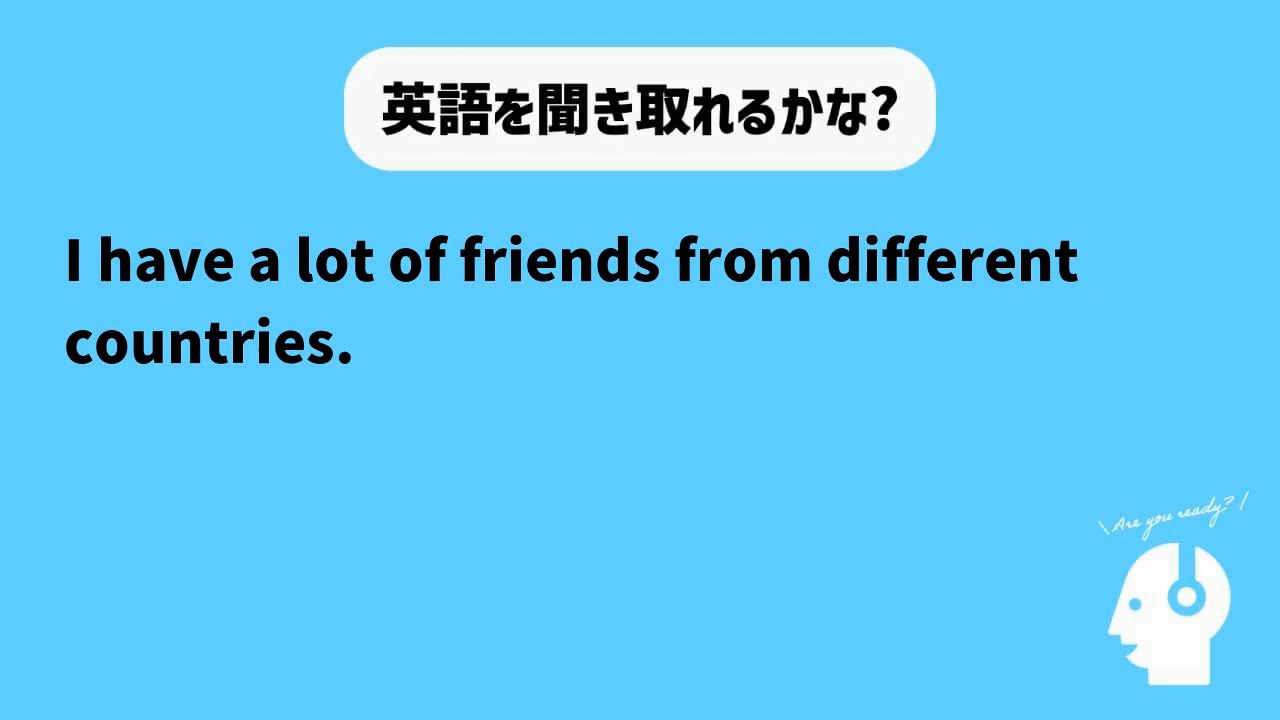 英語を聞き取れるかな?
I have a lot of friends from different
countries.
\ Are you ready? /